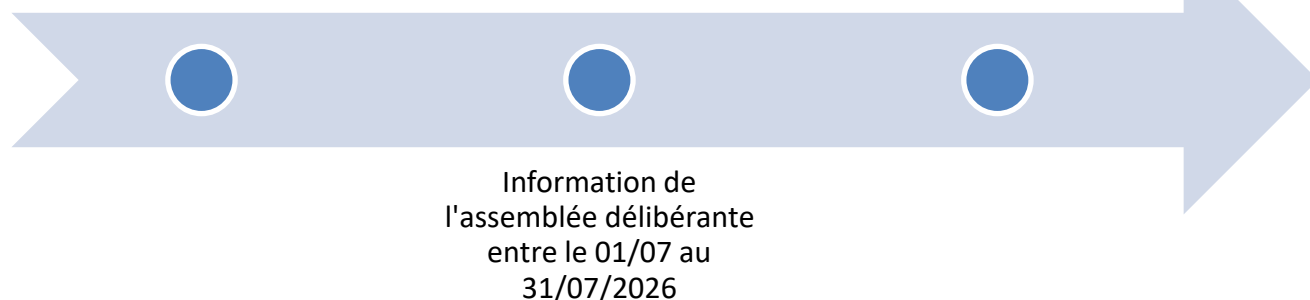 Information de
l'assemblée délibérante
entre le 01/07 au
31/07/2026